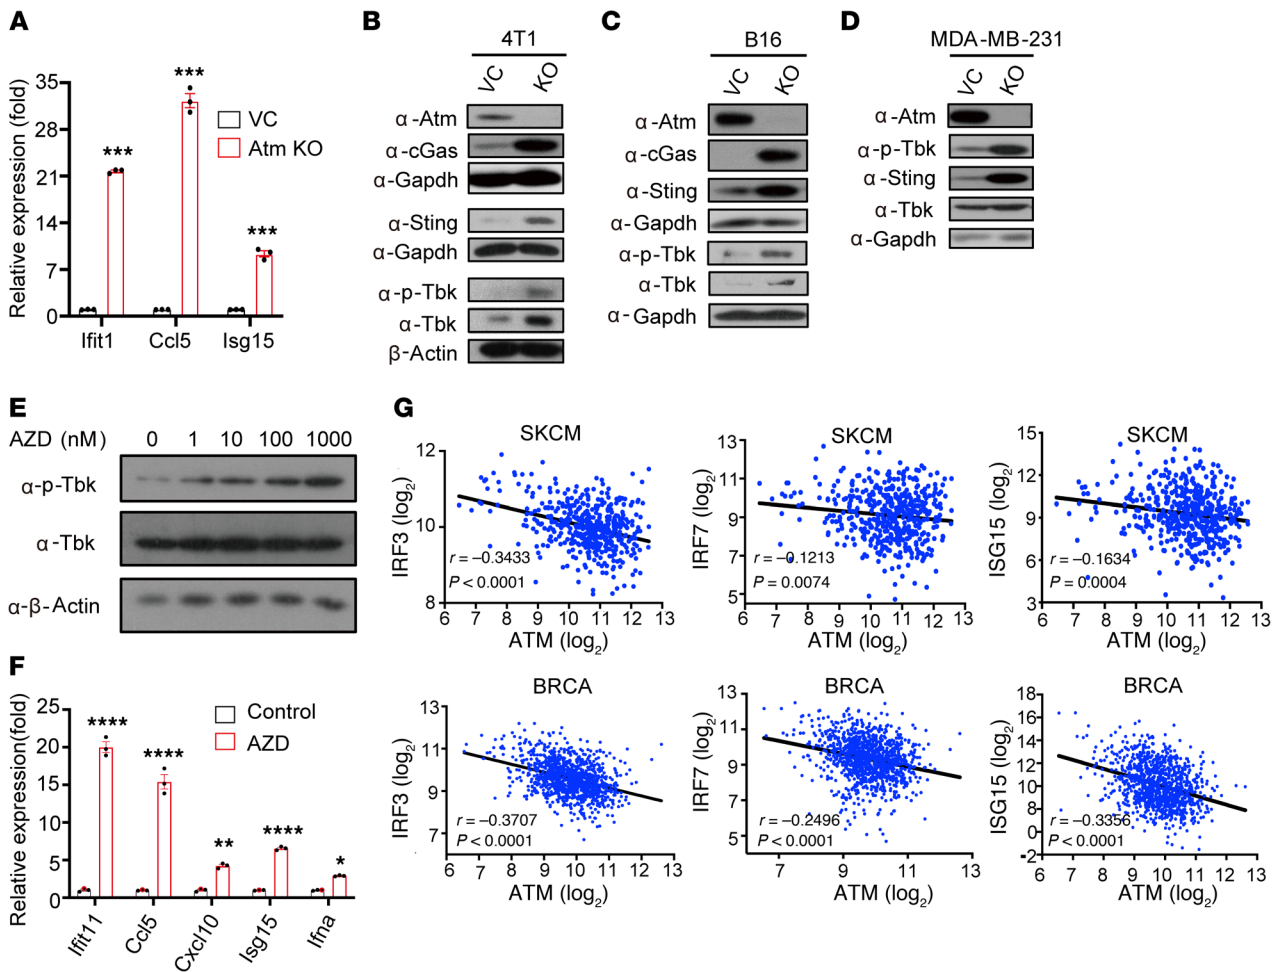 A
Relative expression (fold)
35
28
21
14
7
0
***
***
***
VC
Atm KO
Ifit1 Ccl5 Isg15
B
4T1
VC KO
α-Atm
α-cGas
α-Gapdh
α-Sting
α-Gapdh
α-p-Tbk
α-Tbk
β-Actin
C
B16
VC KO
α-Atm
α-cGas
α-Sting
α-Gapdh
α-p-Tbk
α-Tbk
α-Gapdh
D
MDA-MB-231
VC KO
α-Atm
α-p-Tbk
α-Sting
α-Tbk
α-Gapdh
E
AZD (nM) 0 1 10 100 1000
α-p-Tbk
α-Tbk
α-β-Actin
F
Relative expression(fold)
25
20
15
10
5
0
****
****
**
****
*
Control
AZD
Ifit11 Ccl5 Cxcl10 Isg15 Ifna
G
SKCM
IRF3 (log2)
12
10
8
r = –0.3433
P < 0.0001
6 7 8 9 10 11 12 13
ATM (log2)
SKCM
IRF7 (log2)
13
11
9
7
5
r = –0.1213
P = 0.0074
6 7 8 9 10 11 12 13
ATM (log2)
SKCM
ISG15 (log2)
15
12
9
6
3
r = –0.1634
P = 0.0004
6 7 8 9 10 11 12 13
ATM (log2)
BRCA
IRF3 (log2)
13
11
9
7
r = –0.3707
P < 0.0001
6 7 8 9 10 11 12 13
ATM (log2)
BRCA
IRF7 (log2)
13
11
9
7
5
r = –0.2496
P < 0.0001
7 9 11 13
ATM (log2)
BRCA
ISG15 (log2)
18
16
14
12
10
8
0
-2
r = –0.3356
P < 0.0001
6 7 8 9 10 11 12 13
ATM (log2)